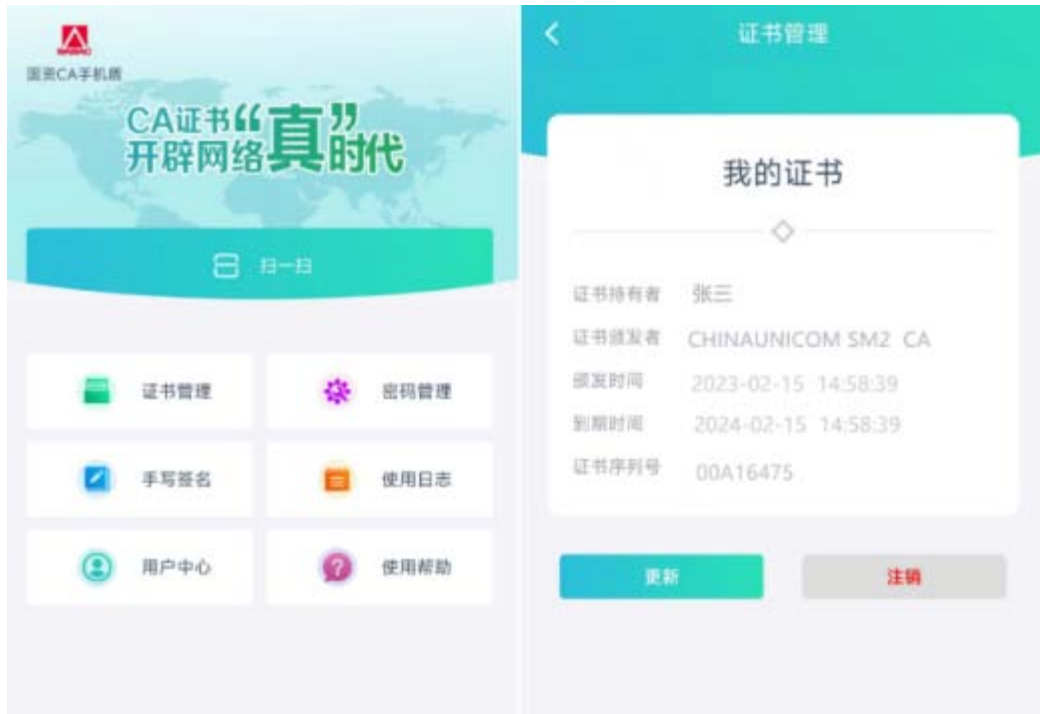 国资CA手机盾
CA证书“真”时代
开辟网络
扫一扫
证书管理
密码管理
手写签名
使用日志
用户中心
使用帮助
证书管理
我的证书
证书持有者 张三
证书颁发者 CHINAUNICOM SM2 CA
颁发时间 2023-02-15 14:58:39
到期时间 2024-02-15 14:58:39
证书序列号 00A16475
更新
注销